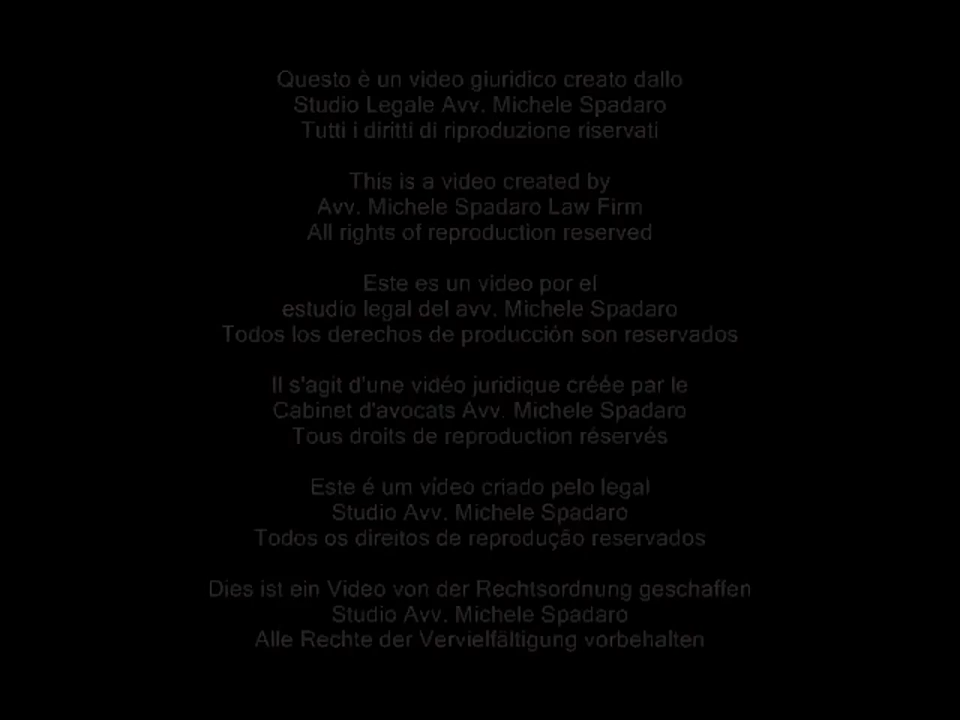 Questo è un video giuridico creato dallo
Studio Legale Avv. Michele Spadaro
Tutti i diritti di riproduzione riservati
This is a video created by
Avv. Michele Spadaro Law Firm
All rights of reproduction reserved
Este es un video por el
estudio legal del avv. Michele Spadaro
Todos los derechos de producción son reservados
Il s'agit d'une vidéo juridique créée par le
Cabinet d'avocats Avv. Michele Spadaro
Tous droits de reproduction réservés
Este é um vídeo criado pelo legal
Studio Avv. Michele Spadaro
Todos os direitos de reprodução reservados
Dies ist ein Video von der Rechtsordnung geschaffen
Studio Avv. Michele Spadaro
Alle Rechte der Vervielfältigung vorbehalten